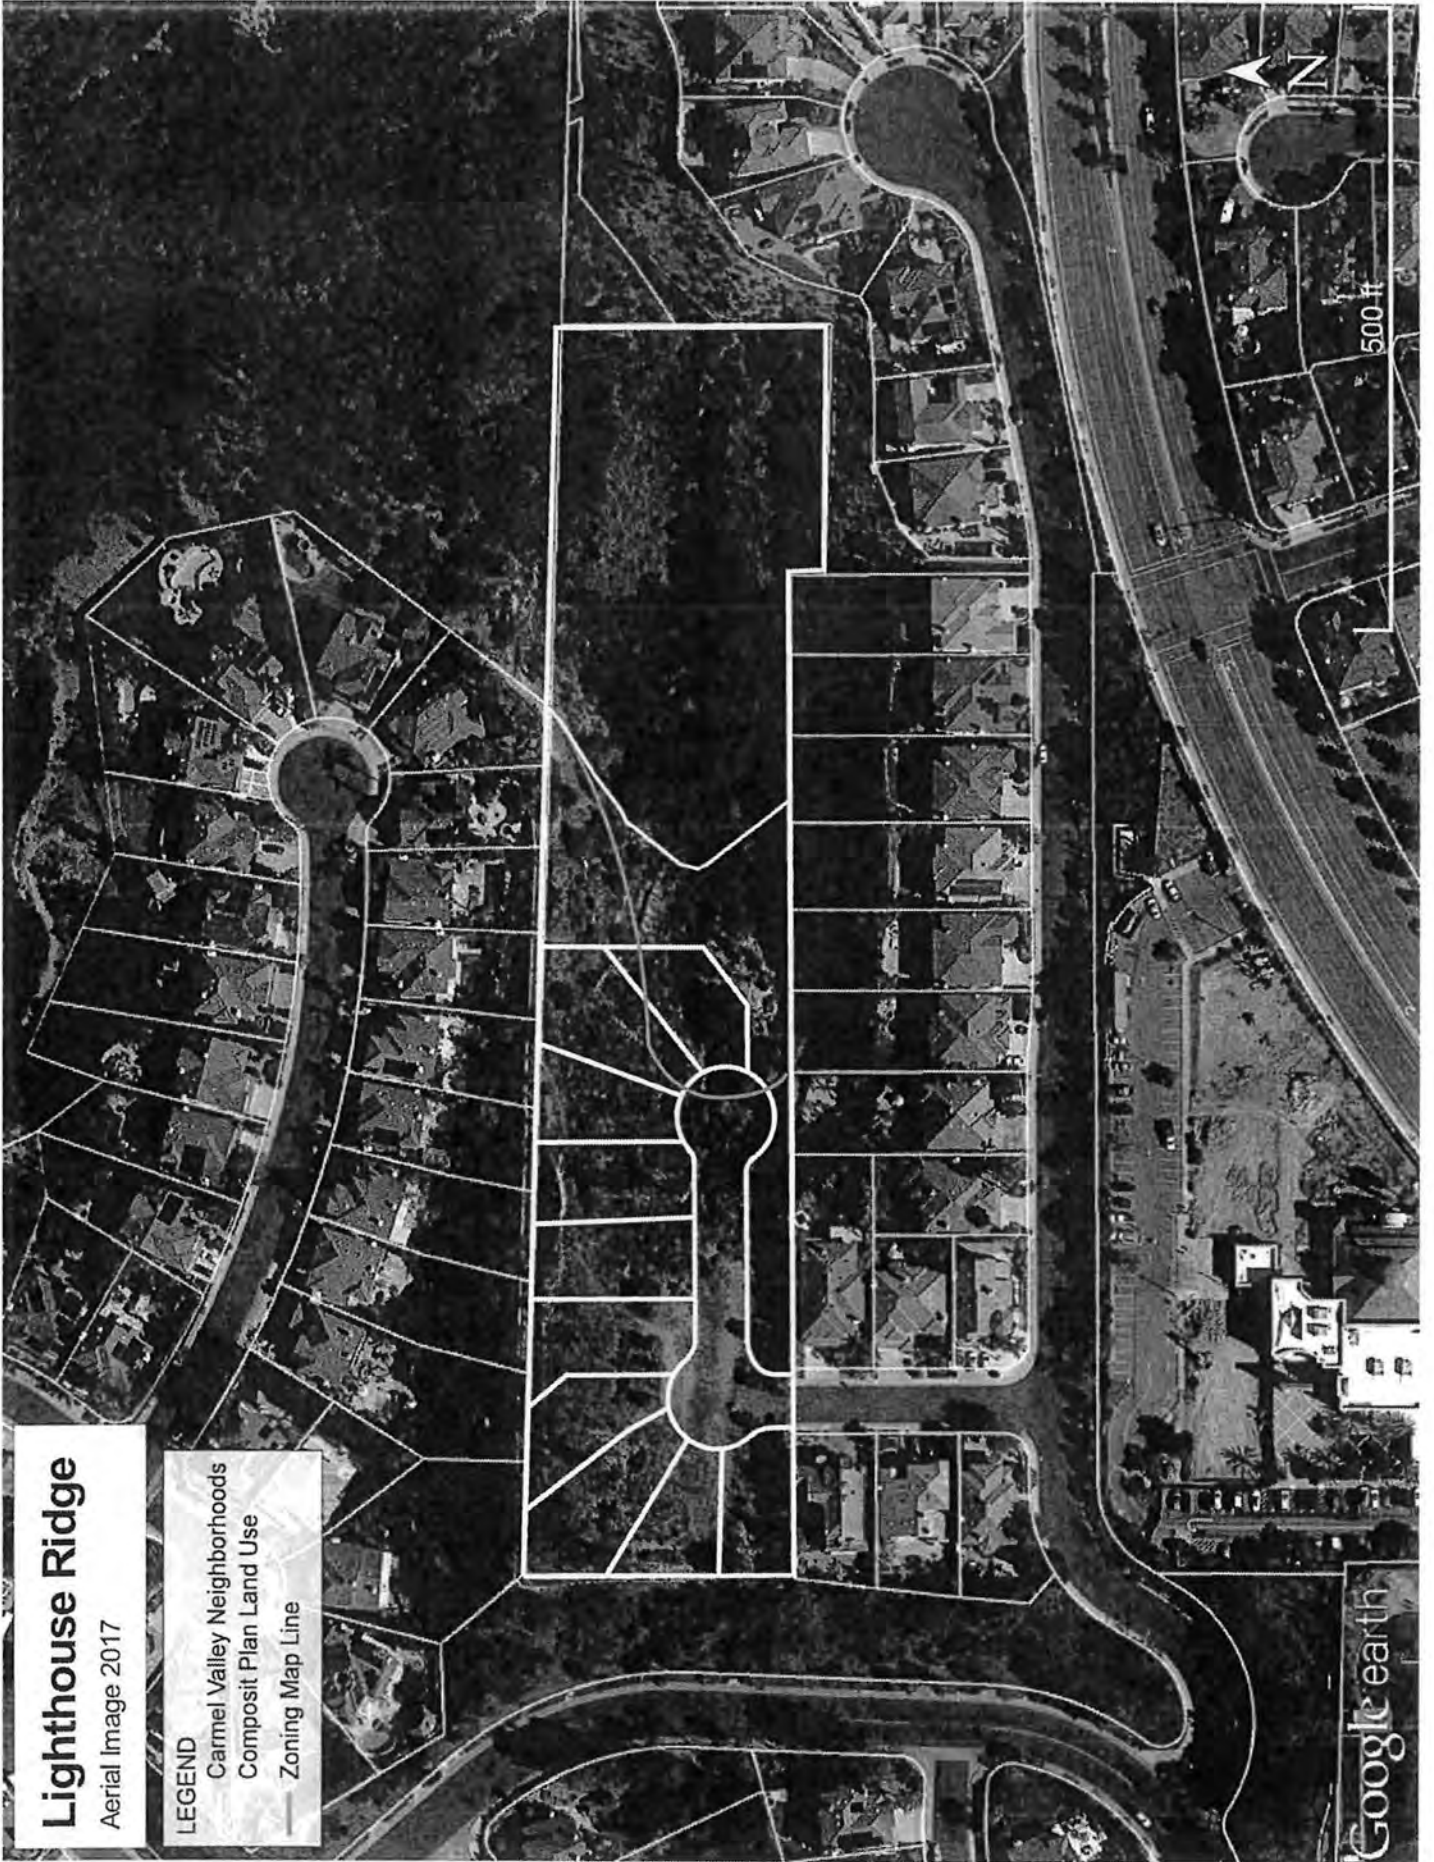 Lighthouse Ridge
Aerial Image 2017
LEGEND
Carmel Valley Neighborhoods
Composit Plan Land Use
Zoning Map Line
N
500 ft
Google earth